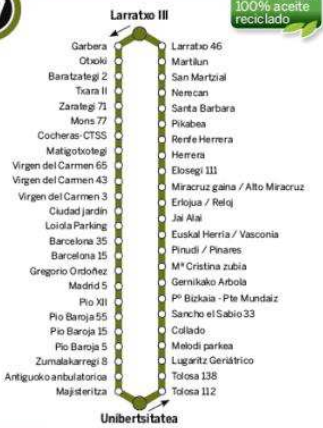 100% aceite
reciclado
Larratxo III
Garbera
Otxoki
Baratzategi 2
Txara II
Zarategi 71
Mons 77
Cocheras-CTSS
Matigotxotegi
Virgen del Carmen 65
Virgen del Carmen 43
Virgen del Carmen 3
Ciudad jardín
Loiola Parking
Barcelona 35
Barcelona 15
Gregorio Ordoñez
Madrid 5
Pio XII
Pio Baroja 55
Pio Baroja 15
Pio Baroja 5
Zumalakarregi 8
Antiguoko anbulatorioa
Majisteritza
Larratxo 46
Martilun
San Martzial
Nerecan
Santa Barbara
Pikabea
Renfe Herrera
Herrera
Elosegi 111
Miracruz gaina / Alto Miracruz
Erlojua / Reloj
Jai Alai
Euskal Herria / Vasconia
Pinudi / Pinares
Mª Cristina zubia
Gernikako Arbola
Pº Bizkaia - Pte Mundaiz
Sancho el Sabio 33
Collado
Melodi parkea
Lugaritz Geriátrico
Tolosa 138
Tolosa 112
Unibertsitatea